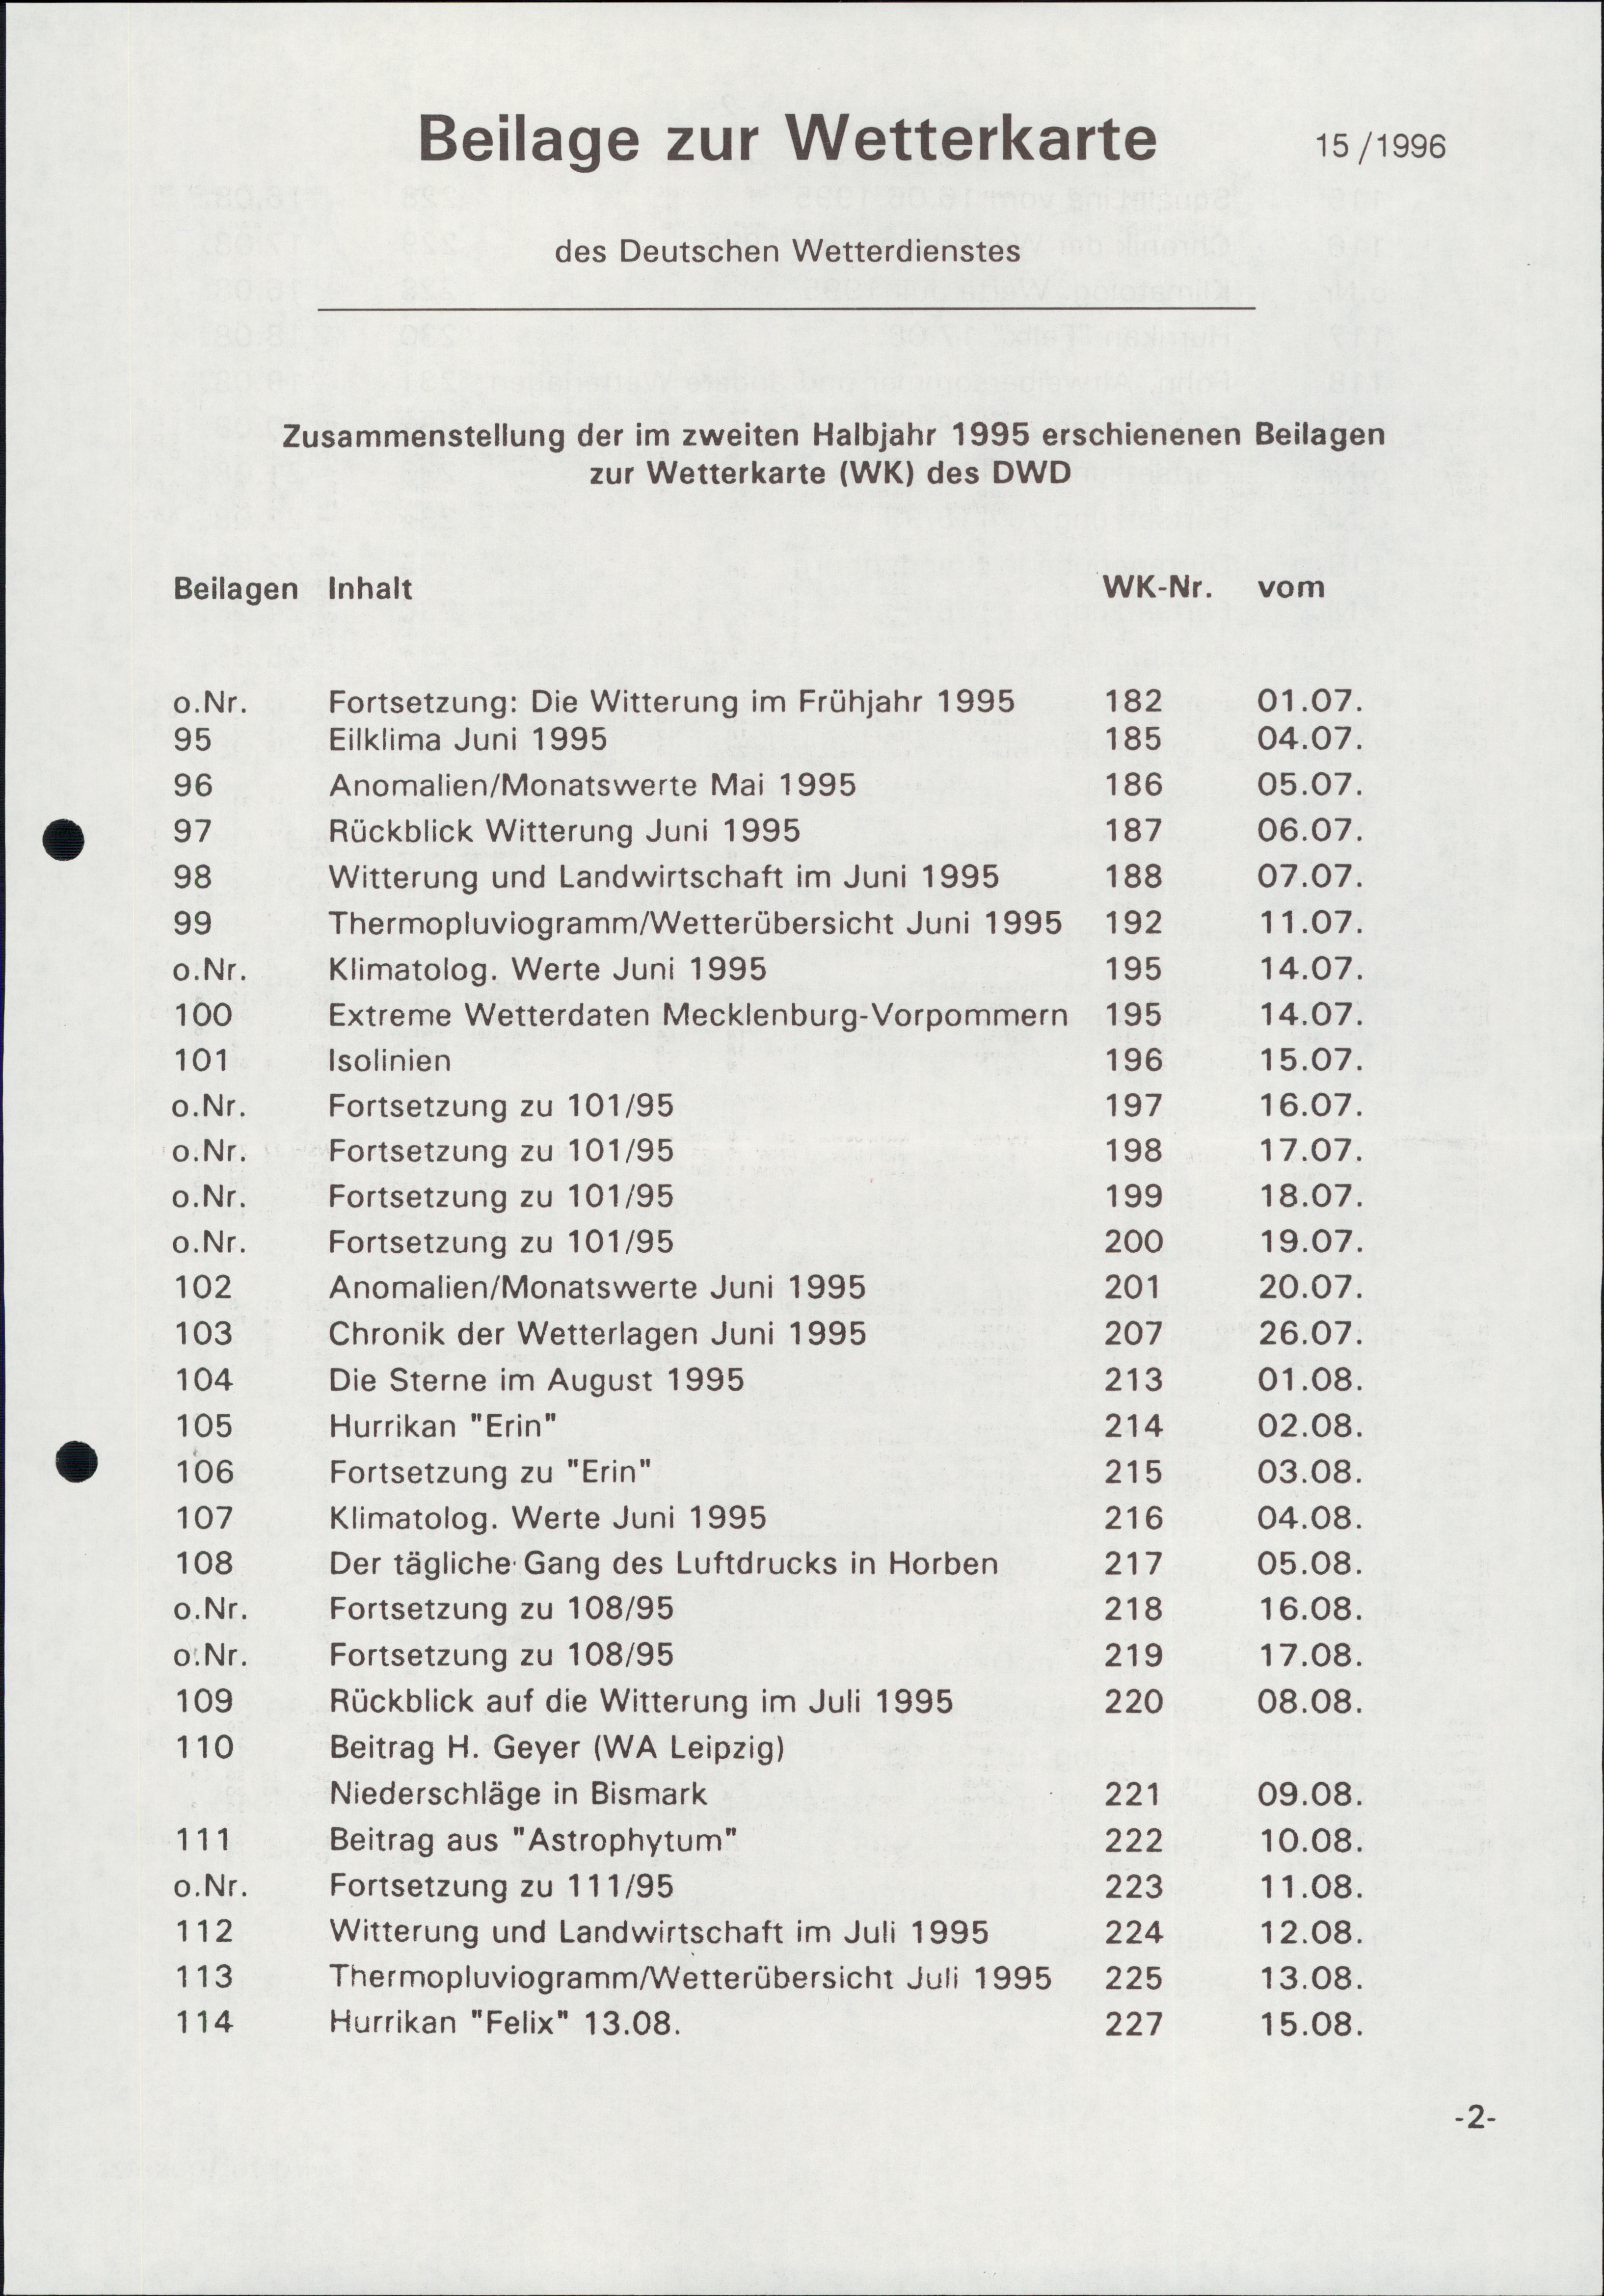 Beilage zur Wetterkarte 15/1996
des Deutschen Wetterdienstes
Zusammenstellung der im zweiten Halbjahr 1995 erschienenen Beilagen
zur Wetterkarte (WK) des DWD
Beilagen Inhalt WK-Nr. vom
o.Nr. Fortsetzung: Die Witterung im Frühjahr 1995 182 01.07.
95 Eilklima Juni 1995 185 04.07.
96 Anomalien/Monatswerte Mai 1995 186 05.07.
97 Rückblick Witterung Juni 1995 187 06.07.
98 Witterung und Landwirtschaft im Juni 1995 188 07.07.
99 Thermopluviogramm/Wetterübersicht Juni 1995 192 11.07.
o.Nr. Klimatolog. Werte Juni 1995 195 14.07.
100 Extreme Wetterdaten Mecklenburg-Vorpommern 195 14.07.
101 Isolinien 196 15.07.
o.Nr. Fortsetzung zu 101/95 197 16.07.
o.Nr. Fortsetzung zu 101/95 198 17.07.
o.Nr. Fortsetzung zu 101/95 199 18.07.
o.Nr. Fortsetzung zu 101/95 200 19.07.
102 Anomalien/Monatswerte Juni 1995 201 20.07.
103 Chronik der Wetterlagen Juni 1995 207 26.07.
104 Die Sterne im August 1995 213 01.08.
105 Hurrikan "Erin" 214 02.08.
106 Fortsetzung zu "Erin" 215 03.08.
107 Klimatolog. Werte Juni 1995 216 04.08.
108 Der tägliche Gang des Luftdrucks in Horben 217 05.08.
o.Nr. Fortsetzung zu 108/95 218 16.08.
o.Nr. Fortsetzung zu 108/95 219 17.08.
109 Rückblick auf die Witterung im Juli 1995 220 08.08.
110 Beitrag H. Geyer (WA Leipzig)
Niederschläge in Bismark 221 09.08.
111 Beitrag aus "Astrophytum" 222 10.08.
o.Nr. Fortsetzung zu 111/95 223 11.08.
112 Witterung und Landwirtschaft im Juli 1995 224 12.08.
113 Thermopluviogramm/Wetterübersicht Juli 1995 225 13.08.
114 Hurrikan "Felix" 13.08. 227 15.08.
-2-